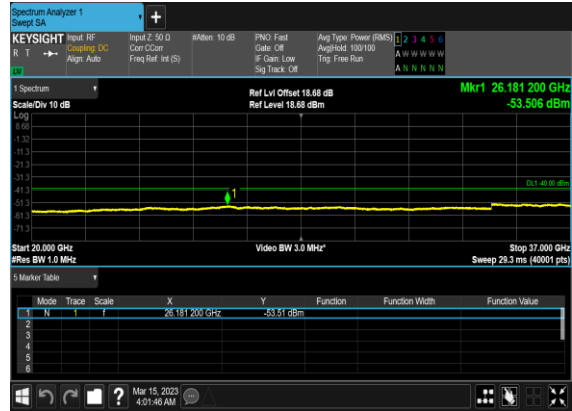 Spectrum Analyzer 1
Swept SA
+
KEYSIGHT Input: RF Input Z: 50 Ω #Atten: 10 dB PNO: Fast Avg Type: Power (RMS) 1 2 3 4 5 6
R T Coupling: DC Corr CCorr Gate: Off Avg|Hold: 100/100 A W W W W W
Align: Auto Freq Ref: Int (S) IF Gain: Low Trig: Free Run
Sig Track: Off A N N N N N
1 Spectrum
Ref Lvl Offset 18.68 dB Mkr1 26.181 200 GHz
Scale/Div 10 dB Ref Level 18.68 dBm -53.506 dBm
Log
8.68
-1.32
-11.3
-21.3
-31.3
DL1 -40.00 dBm
-41.3
1
-51.3
-61.3
-71.3
Start 20.000 GHz Video BW 3.0 MHz* Stop 37.000 GHz
#Res BW 1.0 MHz Sweep 29.3 ms (40001 pts)
5 Marker Table
Mode Trace Scale X Y Function Function Width Function Value
1 N 1 f 26.181 200 GHz -53.51 dBm
2
3
4
5
6
? Mar 15, 2023
4:01:46 AM